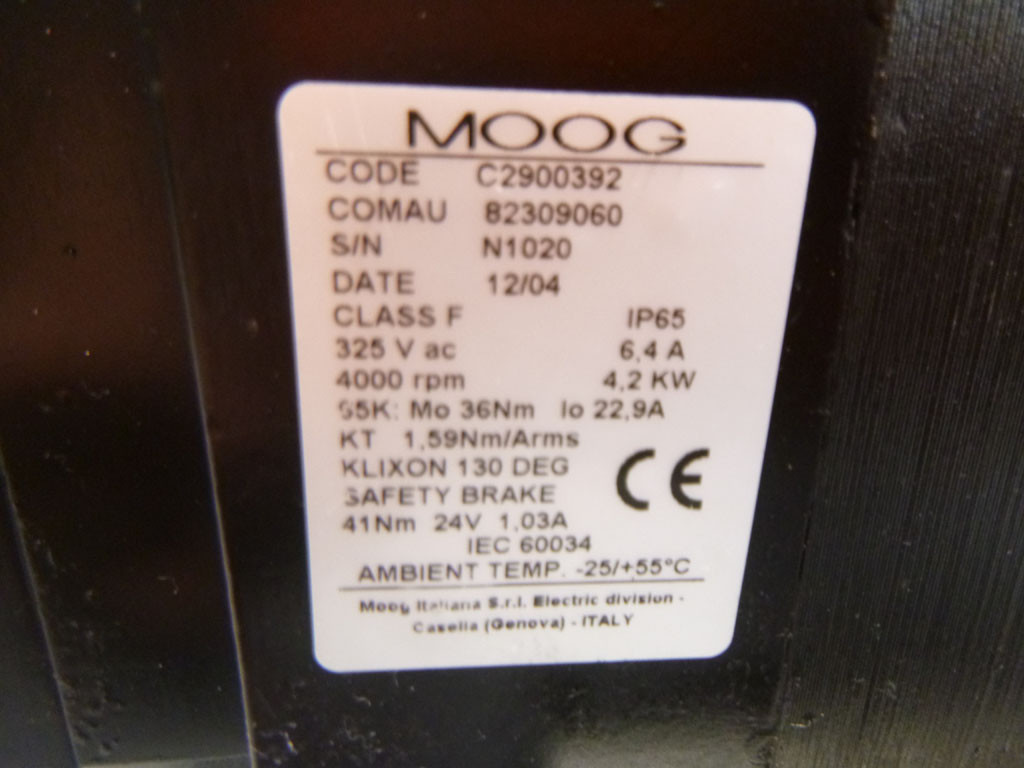 MOOG
CODE C2900392
COMAU 82309060
S/N N1020
DATE 12/04
CLASS F IP65
325 V ac 6,4 A
4000 rpm 4,2 KW
65K: Mo 36Nm Io 22,9A
KT 1,59Nm/Arms
KLIXON 130 DEG
SAFETY BRAKE
CE
41Nm 24V 1,03A
IEC 60034
AMBIENT TEMP. -25/+55°C
Moog Italiana S.r.l. Electric division -
Casella (Genova) - ITALY